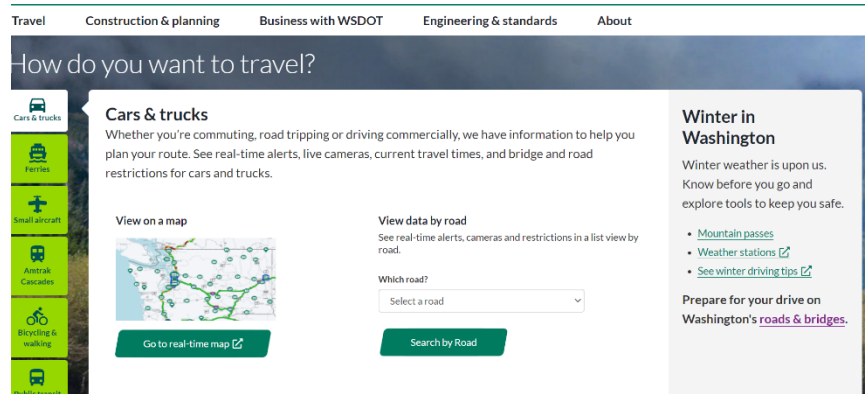 Travel
Construction & planning
Business with WSDOT
Engineering & standards
About
How do you want to travel?
Cars & trucks
Ferries
Small aircraft
Amtrak
Cascades
Bicycling &
walking
Public transit
Cars & trucks
Whether you're commuting, road tripping or driving commercially, we have information to help you
plan your route. See real-time alerts, live cameras, current travel times, and bridge and road
restrictions for cars and trucks.
View on a map
Go to real-time map
View data by road
See real-time alerts, cameras and restrictions in a list view by
road.
Which road?
Select a road
Search by Road
Winter in
Washington
Winter weather is upon us.
Know before you go and
explore tools to keep you safe.
• Mountain passes
• Weather stations
• See winter driving tips
Prepare for your drive on
Washington's roads & bridges.